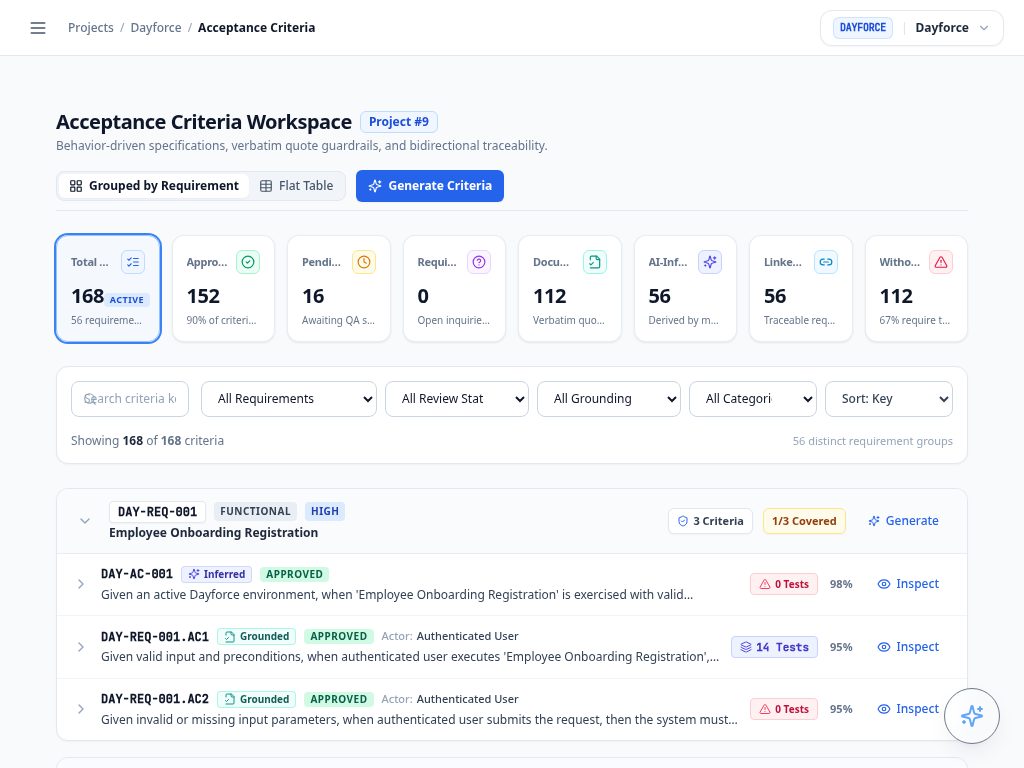 Projects / Dayforce / Acceptance Criteria
DAYFORCE Dayforce
Acceptance Criteria Workspace Project #9
Behavior-driven specifications, verbatim quote guardrails, and bidirectional traceability.
Grouped by Requirement Flat Table Generate Criteria
Total ... Appro... Pendi... Requi... Docu... AI-Inf... Linke... Witho...
168 ACTIVE 152 16 0 112 56 56 112
56 requireme... 90% of criteri... Awaiting QA s... Open inquirie... Verbatim quo... Derived by m... Traceable req... 67% require t...
Search criteria ke All Requirements All Review Stat All Grounding All Categori Sort: Key
Showing 168 of 168 criteria 56 distinct requirement groups
DAY-REQ-001 FUNCTIONAL HIGH
Employee Onboarding Registration
3 Criteria 1/3 Covered Generate
DAY-AC-001 Inferred APPROVED
Given an active Dayforce environment, when 'Employee Onboarding Registration' is exercised with valid...
0 Tests 98% Inspect
DAY-REQ-001.AC1 Grounded APPROVED Actor: Authenticated User
Given valid input and preconditions, when authenticated user executes 'Employee Onboarding Registration',...
14 Tests 95% Inspect
DAY-REQ-001.AC2 Grounded APPROVED Actor: Authenticated User
Given invalid or missing input parameters, when authenticated user submits the request, then the system must...
0 Tests 95% Inspect